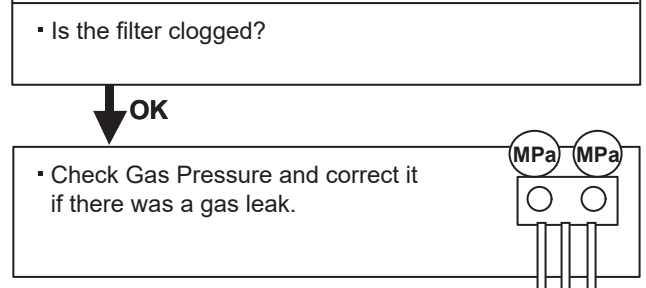 ▪ Is the filter clogged?
OK
▪ Check Gas Pressure and correct it
if there was a gas leak.
MPa MPa